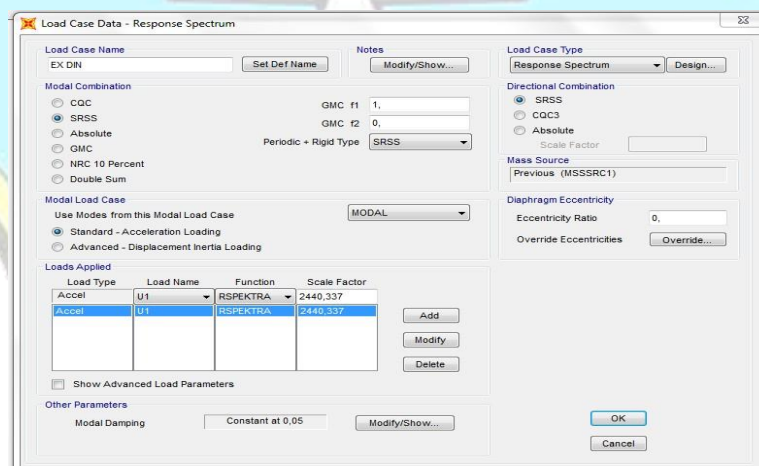 Load Case Data - Response Spectrum
Load Case Name
EX DIN
Set Def Name
Notes
Modify/Show...
Load Case Type
Response Spectrum
Design...
Modal Combination
CQC
SRSS
Absolute
GMC
NRC 10 Percent
Double Sum
GMC f1 1,
GMC f2 0,
Periodic + Rigid Type SRSS
Directional Combination
SRSS
CQC3
Absolute
Scale Factor
Mass Source
Previous (MSSSRC1)
Modal Load Case
Use Modes from this Modal Load Case MODAL
Standard - Acceleration Loading
Advanced - Displacement Inertia Loading
Diaphragm Eccentricity
Eccentricity Ratio 0,
Override Eccentricities Override...
Loads Applied
Load Type Load Name Function Scale Factor
Accel U1 RSPEKTRA 2440,337
Accel U1 RSPEKTRA 2440,337
Add
Modify
Delete
Show Advanced Load Parameters
Other Parameters
Modal Damping Constant at 0,05 Modify/Show...
OK
Cancel